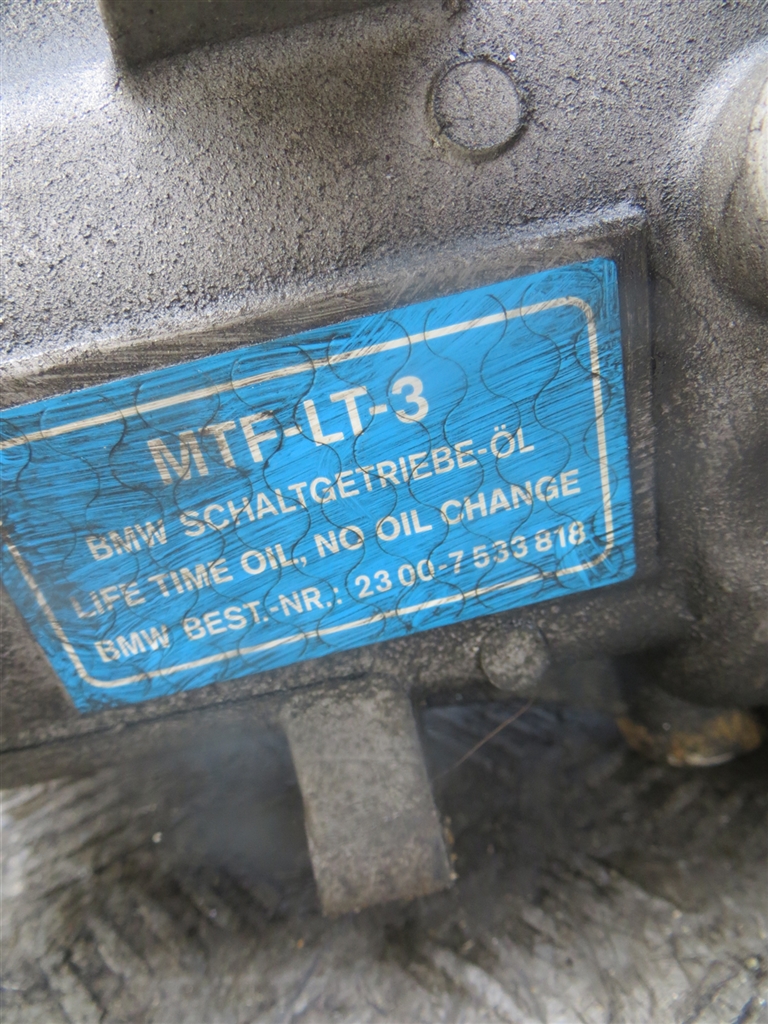 MTF-LT-3
BMW SCHALTGETRIEBE-ÖL
LIFE TIME OIL, NO OIL CHANGE
BMW BEST.-NR.: 23 00-7 533 818